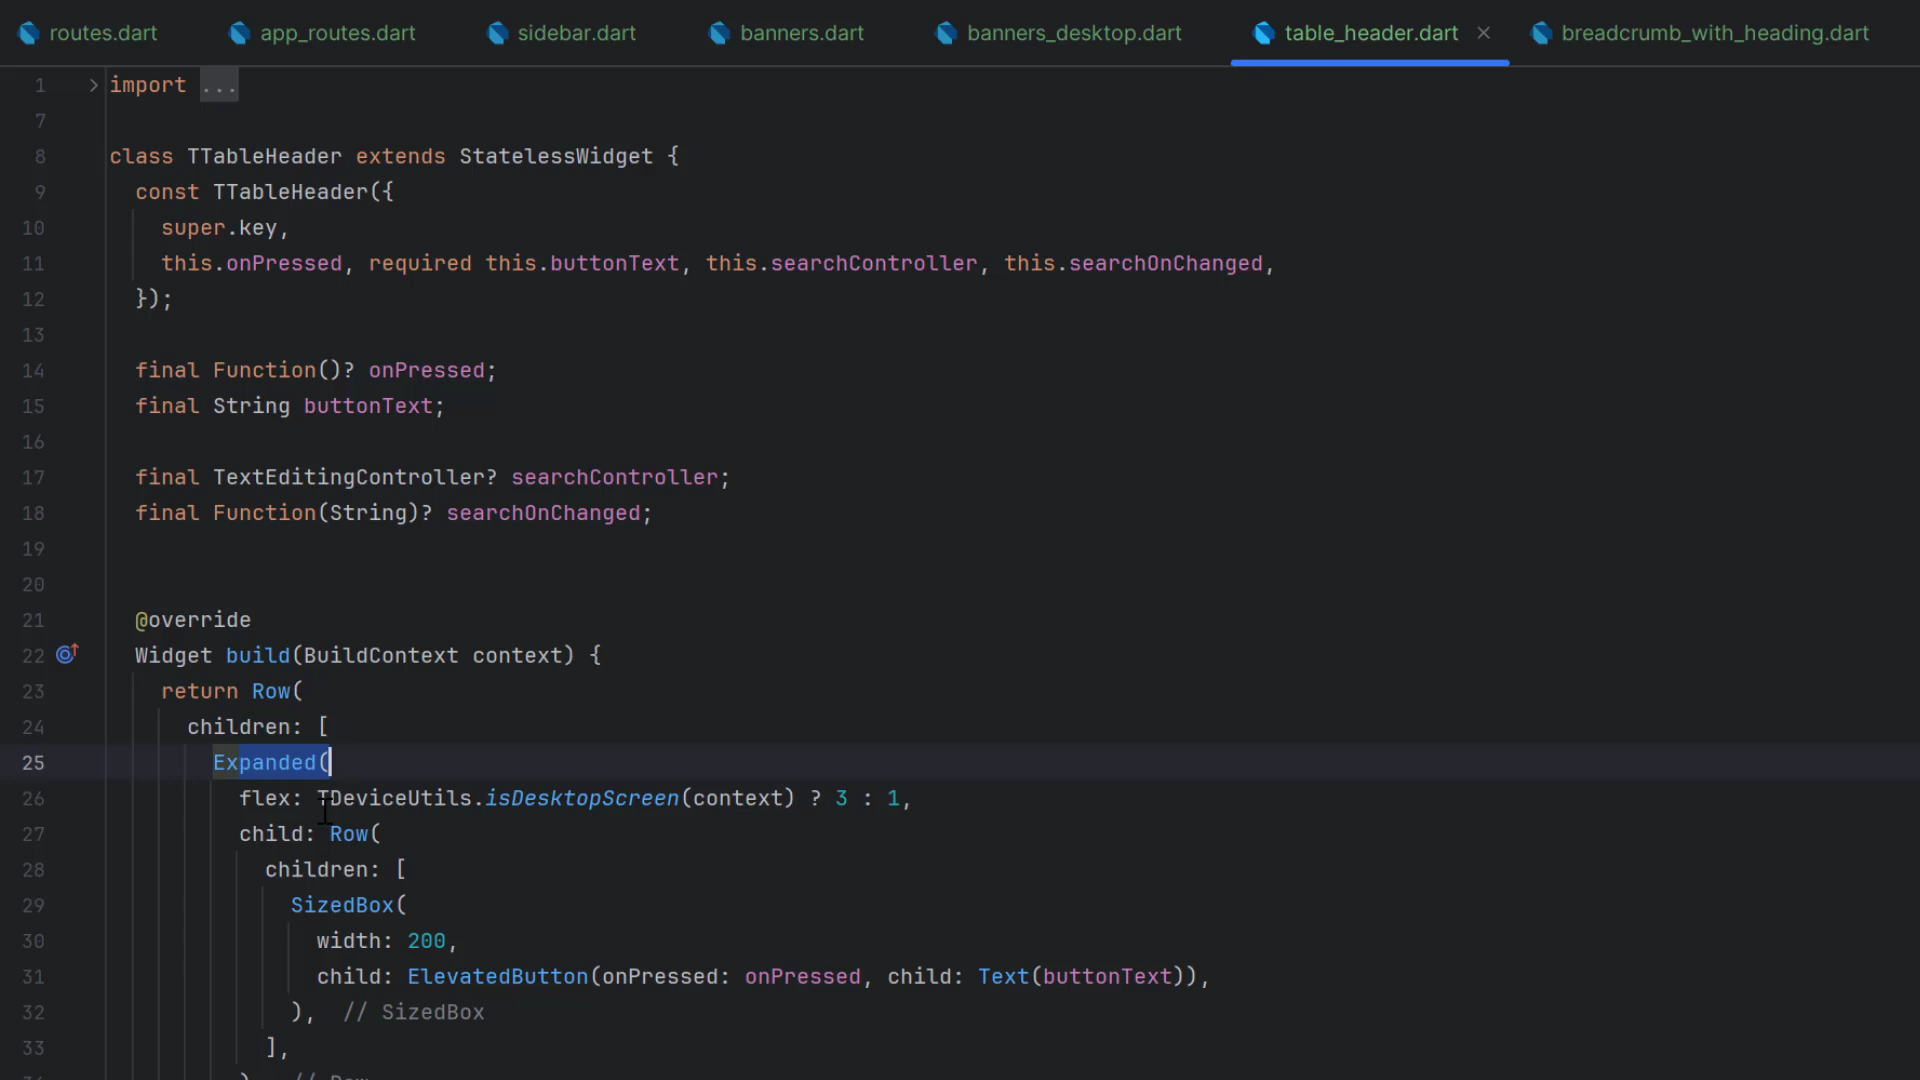 routes.dart app_routes.dart sidebar.dart banners.dart banners_desktop.dart table_header.dart breadcrumb_with_heading.dart
1 import ...
7
8 class TTableHeader extends StatelessWidget {
9 const TTableHeader({
10 super.key,
11 this.onPressed, required this.buttonText, this.searchController, this.searchOnChanged,
12 });
13
14 final Function()? onPressed;
15 final String buttonText;
16
17 final TextEditingController? searchController;
18 final Function(String)? searchOnChanged;
19
20
21 @override
22 Widget build(BuildContext context) {
23 return Row(
24 children: [
25 Expanded(
26 flex: TDeviceUtils.isDesktopScreen(context) ? 3 : 1,
27 child: Row(
28 children: [
29 SizedBox(
30 width: 200,
31 child: ElevatedButton(onPressed: onPressed, child: Text(buttonText)),
32 ), // SizedBox
33 ],